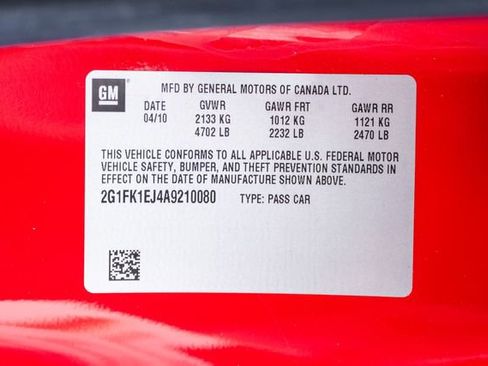 GM
MFD BY GENERAL MOTORS OF CANADA LTD.
DATE GVWR GAWR FRT GAWR RR
04/10 2133 KG 1012 KG 1121 KG
4702 LB 2232 LB 2470 LB
THIS VEHICLE CONFORMS TO ALL APPLICABLE U.S. FEDERAL MOTOR
VEHICLE SAFETY, BUMPER, AND THEFT PREVENTION STANDARDS IN
EFFECT ON THE DATE OF MANUFACTURE SHOWN ABOVE.
2G1FK1EJ4A9210080 TYPE: PASS CAR